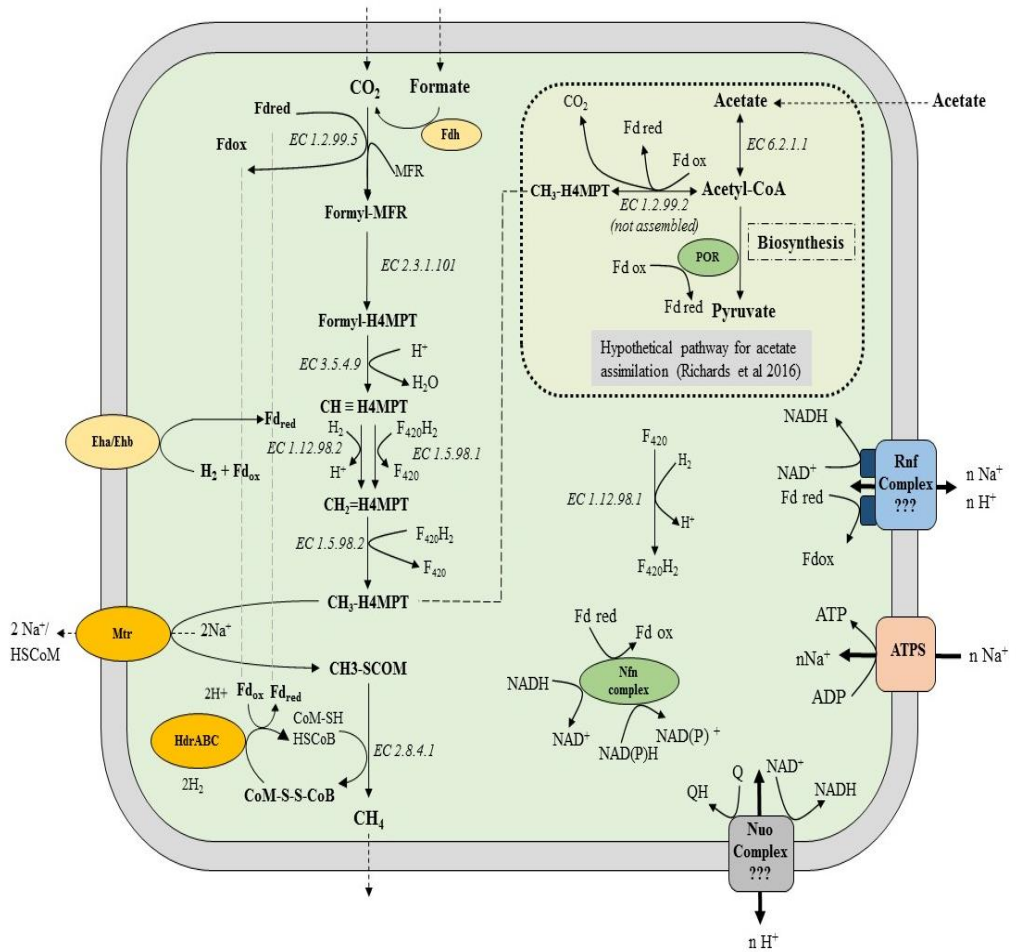 CO₂
Formate
Fdred
Fdox
EC 1.2.99.5
Fdh
MFR
Formyl-MFR
EC 2.3.1.101
Formyl-H4MPT
H⁺
EC 3.5.4.9
H₂O
CH ≡ H4MPT
H₂
F₄₂₀H₂
EC 1.12.98.2
EC 1.5.98.1
H⁺
F₄₂₀
CH₂=H4MPT
F₄₂₀H₂
EC 1.5.98.2
F₄₂₀
CH₃-H4MPT
Eha/Ehb
Fd_red
H₂ + Fd_ox
2 Na⁺/
HSCoM
Mtr
2Na⁺
CH3-SCOM
2H+
Fd_ox
Fd_red
CoM-SH
HSCoB
HdrABC
2H₂
EC 2.8.4.1
CoM-S-S-CoB
CH₄
CO₂
Acetate
Acetate
Fd red
Fd ox
EC 6.2.1.1
CH₃-H4MPT
Acetyl-CoA
EC 1.2.99.2
(not assembled)
Biosynthesis
POR
Fd ox
Fd red
Pyruvate
Hypothetical pathway for acetate
assimilation (Richards et al 2016)
F₄₂₀
H₂
EC 1.12.98.1
H⁺
F₄₂₀H₂
NADH
NAD⁺
Fd red
Fdox
Rnf
Complex
???
n Na⁺
n H⁺
Fd red
Fd ox
Nfn
complex
NADH
NAD⁺
NAD(P)H
NAD(P) ⁺
ATP
nNa⁺
ADP
ATPS
n Na⁺
QH
Q
NAD⁺
NADH
Nuo
Complex
???
n H⁺